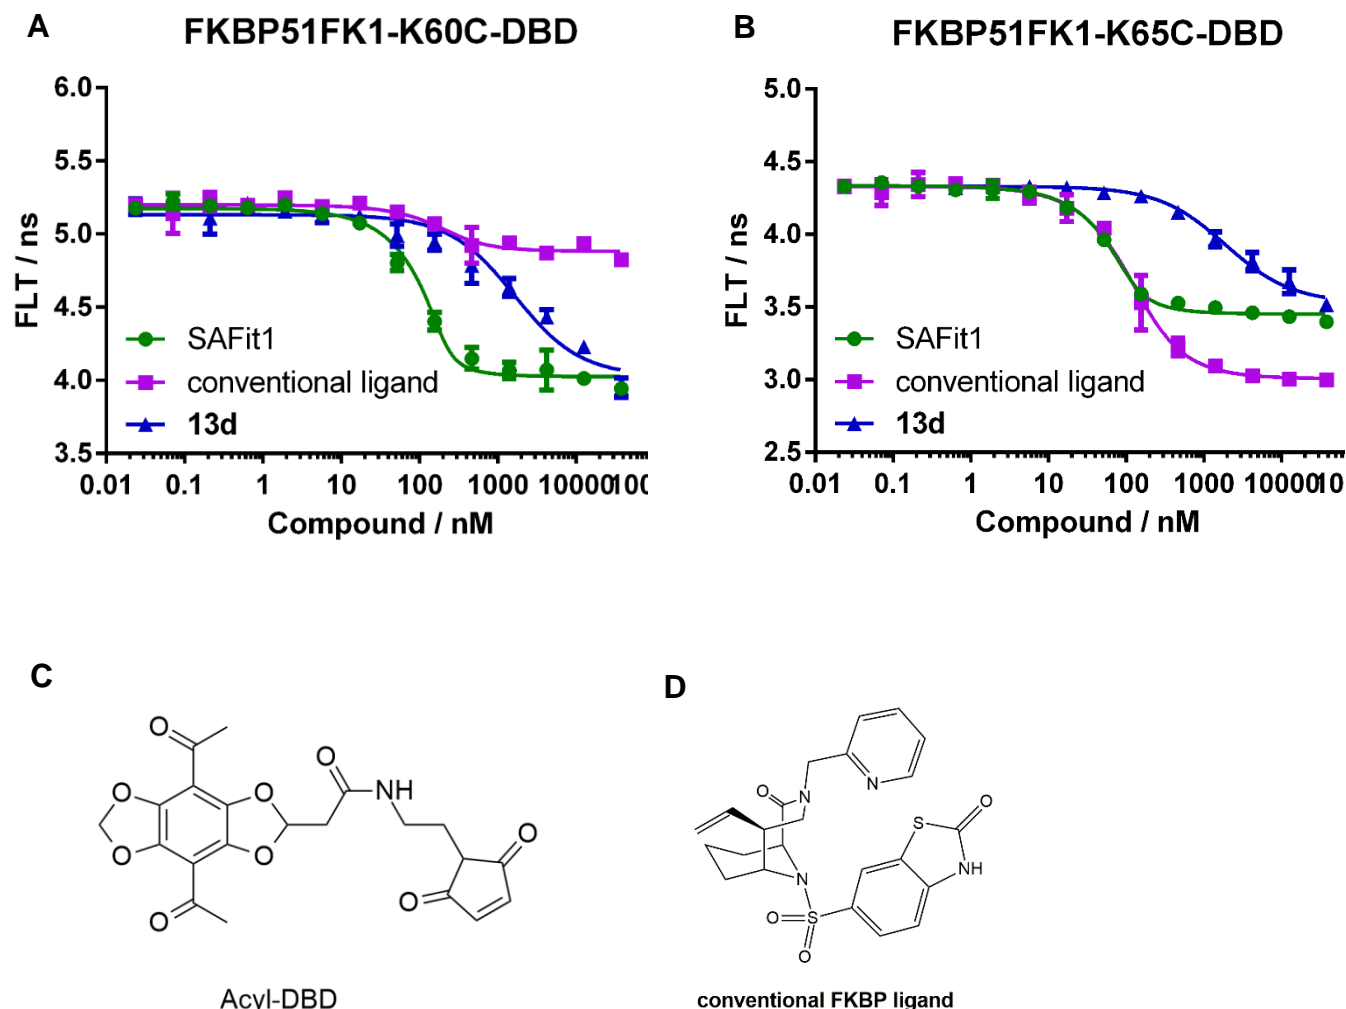 A
FKBP51FK1-K60C-DBD
6.0
5.5
5.0
4.5
4.0
3.5
FLT / ns
SAFit1
conventional ligand
13d
0.01 0.1 1 10 100 1000 10000
Compound / nM
B
FKBP51FK1-K65C-DBD
5.0
4.5
4.0
3.5
3.0
2.5
FLT / ns
SAFit1
conventional ligand
13d
0.01 0.1 1 10 100 1000 10000
Compound / nM
C
O
O
NH
O
O
O
O
O
O
O
Acyl-DBD
D
N
O
N
O
S
NH
N
O
S
O
conventional FKBP ligand